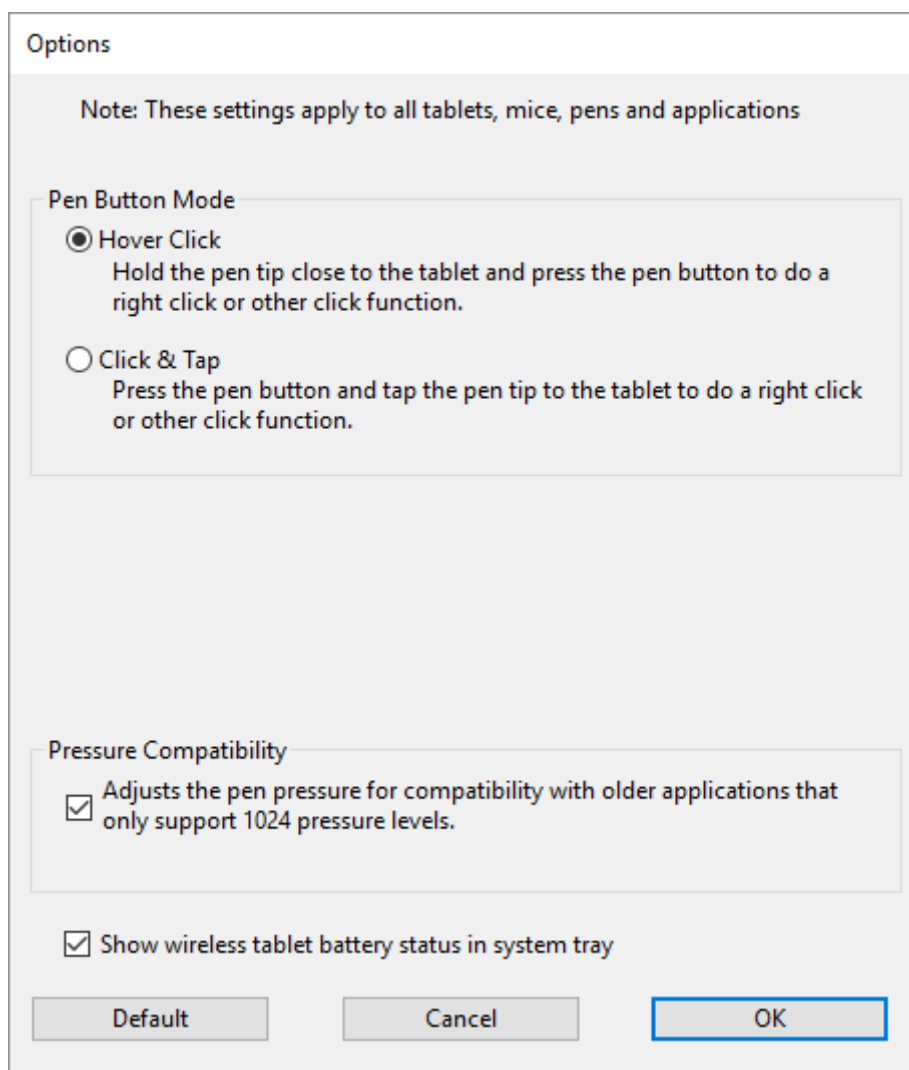 Options
Note: These settings apply to all tablets, mice, pens and applications
Pen Button Mode
Hover Click
Hold the pen tip close to the tablet and press the pen button to do a
right click or other click function.
Click & Tap
Press the pen button and tap the pen tip to the tablet to do a right click
or other click function.
Pressure Compatibility
Adjusts the pen pressure for compatibility with older applications that
only support 1024 pressure levels.
Show wireless tablet battery status in system tray
Default Cancel OK